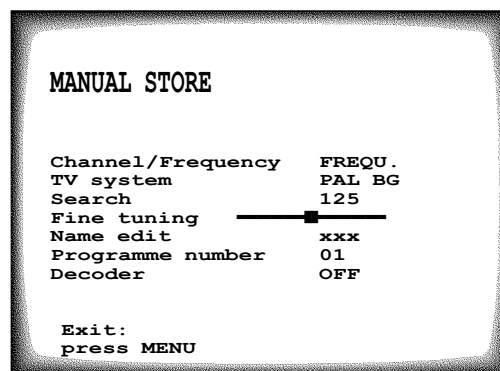 MANUAL STORE
Channel/Frequency FREQU.
TV system PAL BG
Search 125
Fine tuning
Name edit xxx
Programme number 01
Decoder OFF
Exit:
press MENU